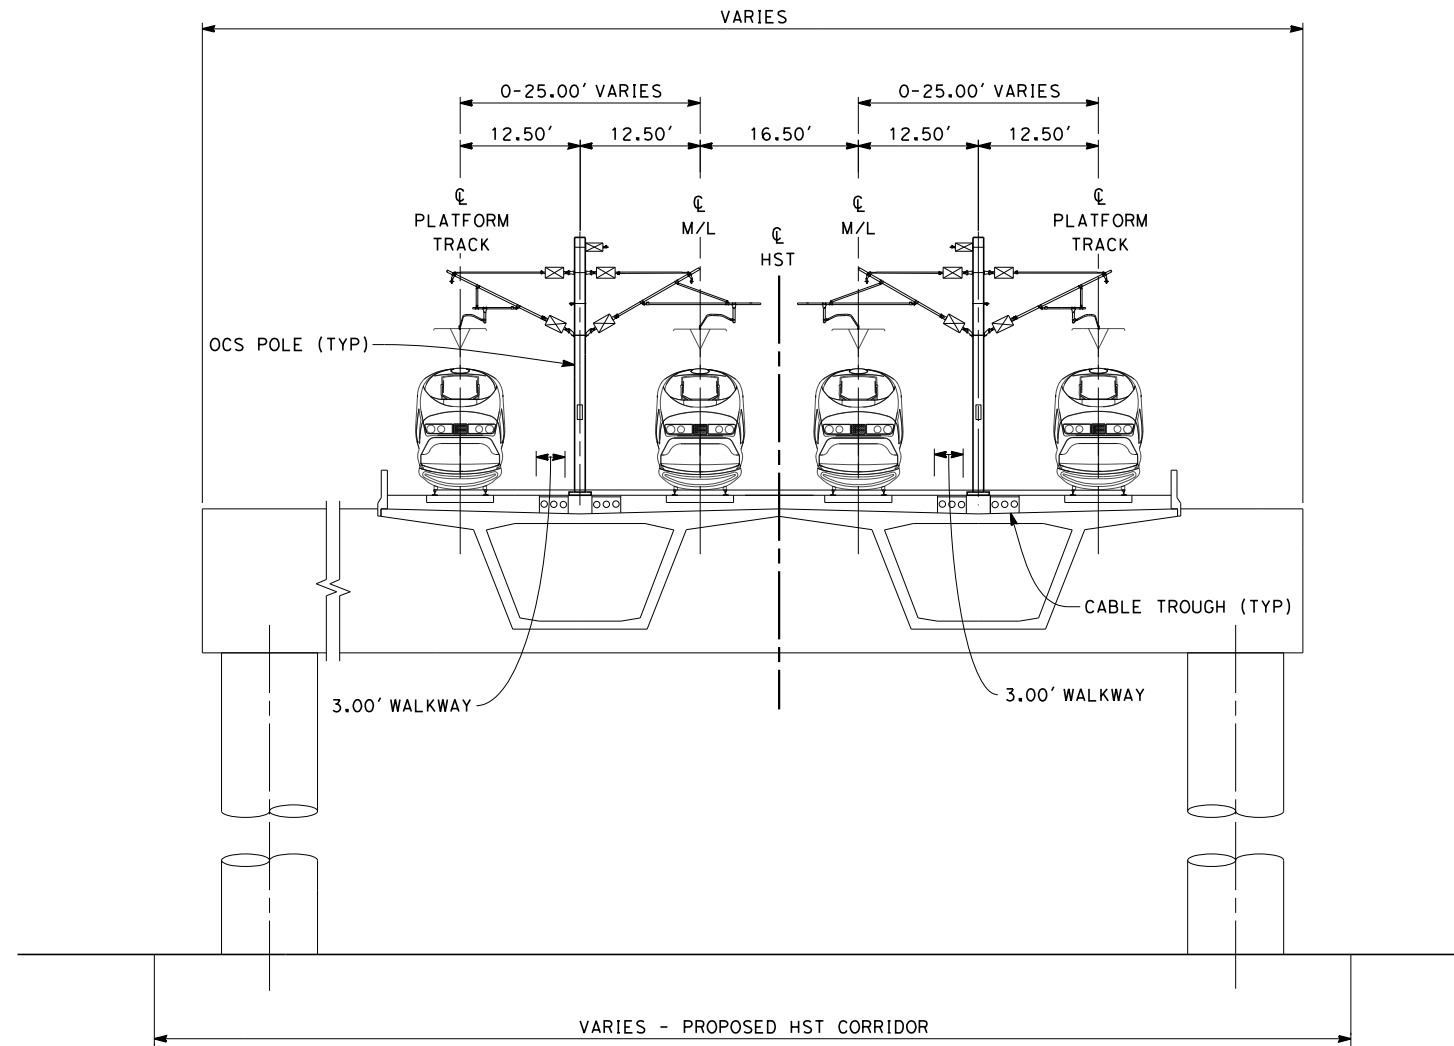 VARIES
0-25.00' VARIES
0-25.00' VARIES
12.50'
12.50'
16.50'
12.50'
12.50'
℄
PLATFORM
TRACK
℄
M/L
℄
HST
℄
M/L
℄
PLATFORM
TRACK
OCS POLE (TYP)
CABLE TROUGH (TYP)
3.00' WALKWAY
3.00' WALKWAY
VARIES - PROPOSED HST CORRIDOR